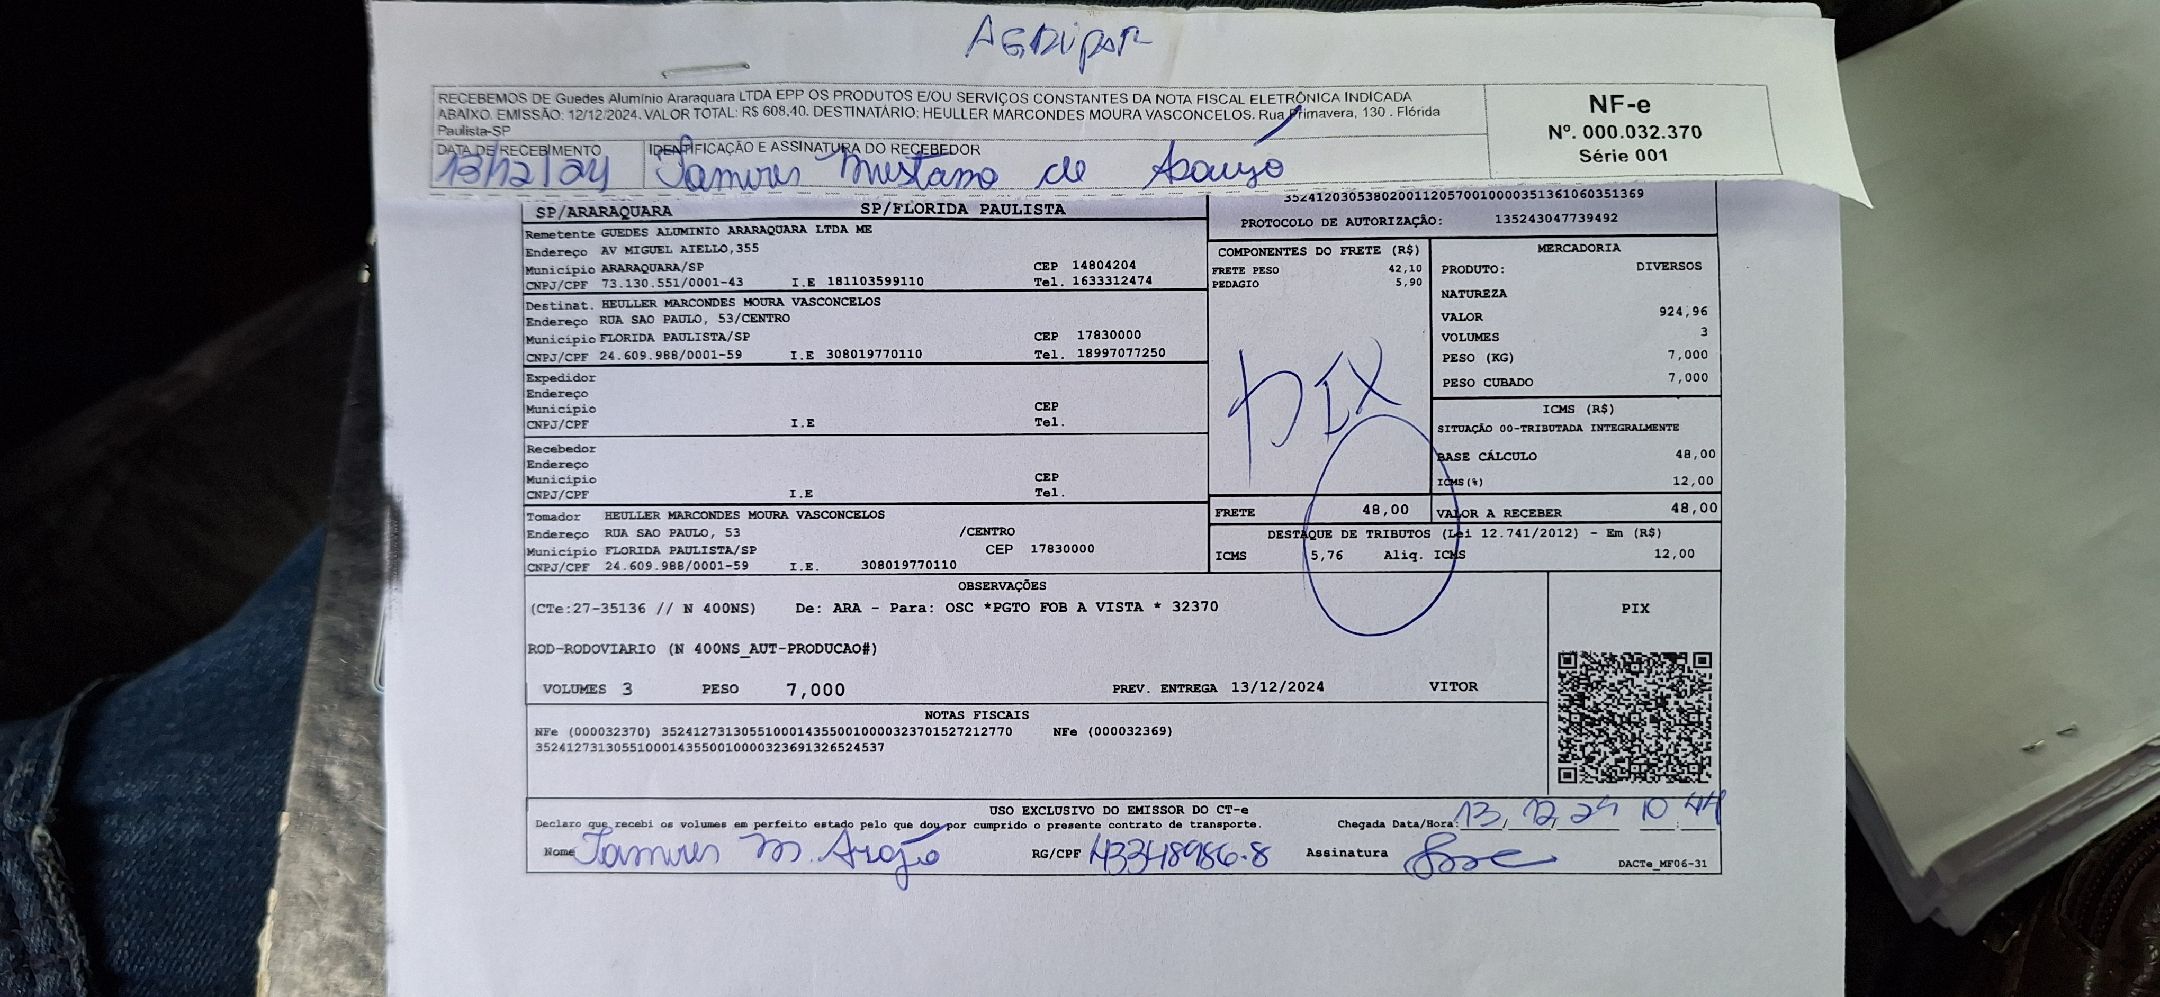 AGDipar
RECEBEMOS DE Guedes Alumínio Araraquara LTDA EPP OS PRODUTOS E/OU SERVIÇOS CONSTANTES DA NOTA FISCAL ELETRÔNICA INDICADA
ABAIXO. EMISSÃO: 12/12/2024. VALOR TOTAL: R$ 608,40. DESTINATÁRIO: HEULLER MARCONDES MOURA VASCONCELOS. Rua Primavera, 130 . Flórida
Paulista-SP
NF-e
Nº. 000.032.370
Série 001
DATA DE RECEBIMENTO IDENTIFICAÇÃO E ASSINATURA DO RECEBEDOR
13/12/24 Tamires de Araujo
SP/ARARAQUARA SP/FLORIDA PAULISTA
35241203053802001120570010000351361060351369
PROTOCOLO DE AUTORIZAÇÃO: 135243047739492
Remetente GUEDES ALUMINIO ARARAQUARA LTDA ME
Endereço AV MIGUEL AIELLO,355
Município ARARAQUARA/SP CEP 14804204
CNPJ/CPF 73.130.551/0001-43 I.E 181103599110 Tel. 1633312474
Destinat. HEULLER MARCONDES MOURA VASCONCELOS
Endereço RUA SAO PAULO, 53/CENTRO
Município FLORIDA PAULISTA/SP CEP 17830000
CNPJ/CPF 24.609.988/0001-59 I.E 308019770110 Tel. 18997077250
Expedidor
Endereço
Município CEP
CNPJ/CPF I.E Tel.
Recebedor
Endereço
Município CEP
CNPJ/CPF I.E Tel.
Tomador HEULLER MARCONDES MOURA VASCONCELOS
Endereço RUA SAO PAULO, 53 /CENTRO
Município FLORIDA PAULISTA/SP CEP 17830000
CNPJ/CPF 24.609.988/0001-59 I.E. 308019770110
COMPONENTES DO FRETE (R$)
FRETE PESO 42,10
PEDAGIO 5,90
PIX
FRETE 48,00
MERCADORIA
PRODUTO: DIVERSOS
NATUREZA
VALOR 924,96
VOLUMES 3
PESO (KG) 7,000
PESO CUBADO 7,000
ICMS (R$)
SITUAÇÃO 00-TRIBUTADA INTEGRALMENTE
BASE CÁLCULO 48,00
ICMS(%) 12,00
VALOR A RECEBER 48,00
DESTAQUE DE TRIBUTOS (Lei 12.741/2012) - Em (R$)
ICMS 5,76 Aliq. ICMS 12,00
OBSERVAÇÕES
(CTe:27-35136 // N 400NS) De: ARA - Para: OSC *PGTO FOB A VISTA * 32370
ROD-RODOVIARIO (N 400NS_AUT-PRODUCAO#)
VOLUMES 3 PESO 7,000 PREV. ENTREGA 13/12/2024 VITOR
PIX
NOTAS FISCAIS
NFe (000032370) 35241273130551000143550010000323701527212770 NFe (000032369)
35241273130551000143550010000323691326524537
USO EXCLUSIVO DO EMISSOR DO CT-e
Declaro que recebi os volumes em perfeito estado pelo que dou por cumprido o presente contrato de transporte. Chegada Data/Hora: 13/12/24 10:44
Nome Tamires M. Araújo RG/CPF 43348986-8 Assinatura
DACTe_MF06-31